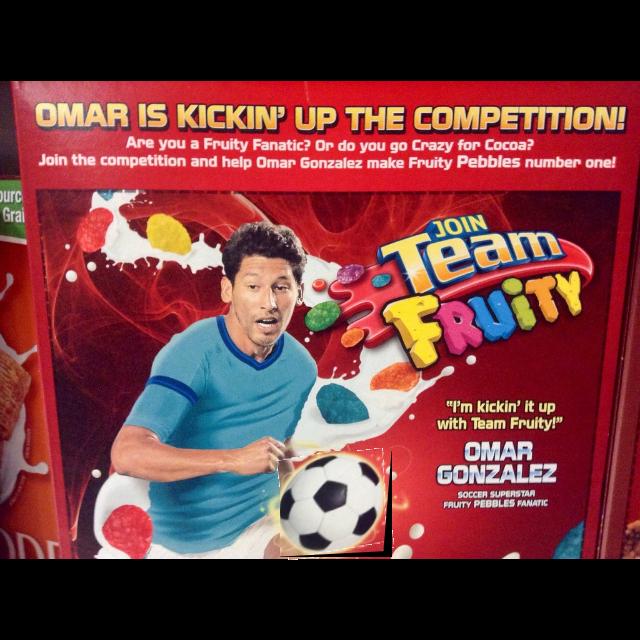 OMAR IS KICKIN' UP THE COMPETITION!
Are you a Fruity Fanatic? Or do you go Crazy for Cocoa?
Join the competition and help Omar Gonzalez make Fruity Pebbles number one!
JOIN
Team
FRUiTY
"I'm kickin' it up
with Team Fruity!"
OMAR
GONZALEZ
SOCCER SUPERSTAR
FRUITY PEBBLES FANATIC